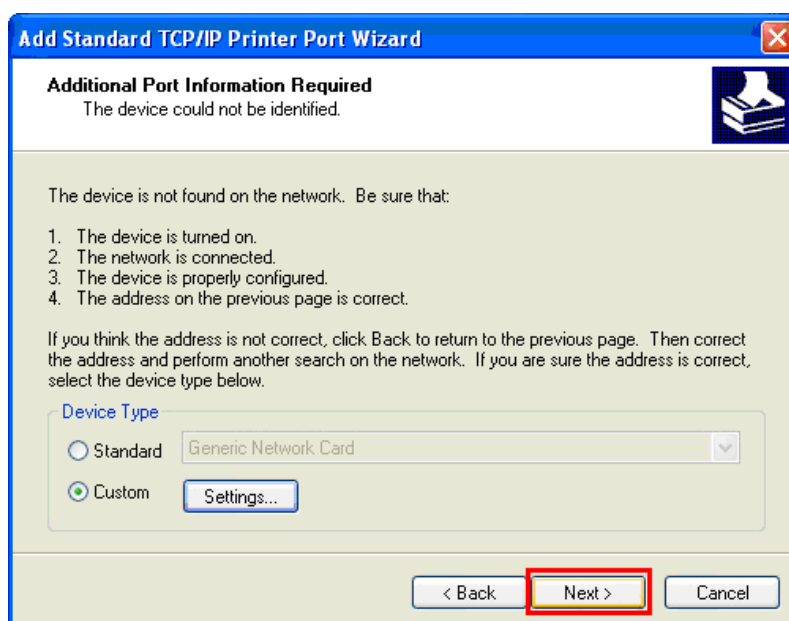 Add Standard TCP/IP Printer Port Wizard
Additional Port Information Required
The device could not be identified.
The device is not found on the network. Be sure that:
1. The device is turned on.
2. The network is connected.
3. The device is properly configured.
4. The address on the previous page is correct.
If you think the address is not correct, click Back to return to the previous page. Then correct
the address and perform another search on the network. If you are sure the address is correct,
select the device type below.
Device Type
Standard Generic Network Card
Custom Settings...
< Back Next > Cancel